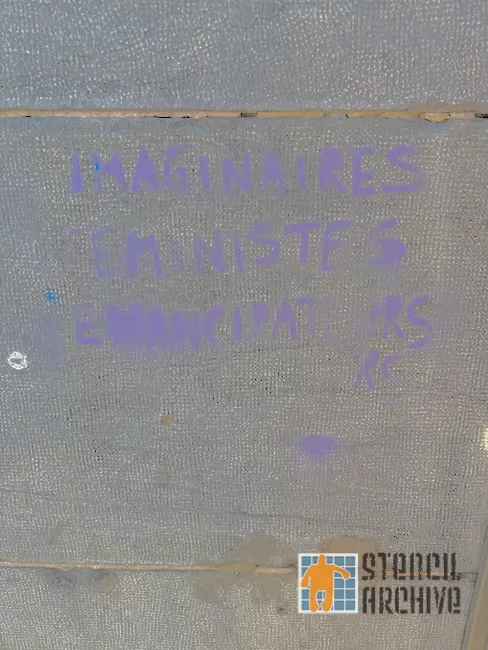 IMAGINAIRES
FEMINISTES
EMANCIPATEURS
RC
STENCIL
ARCHIVE